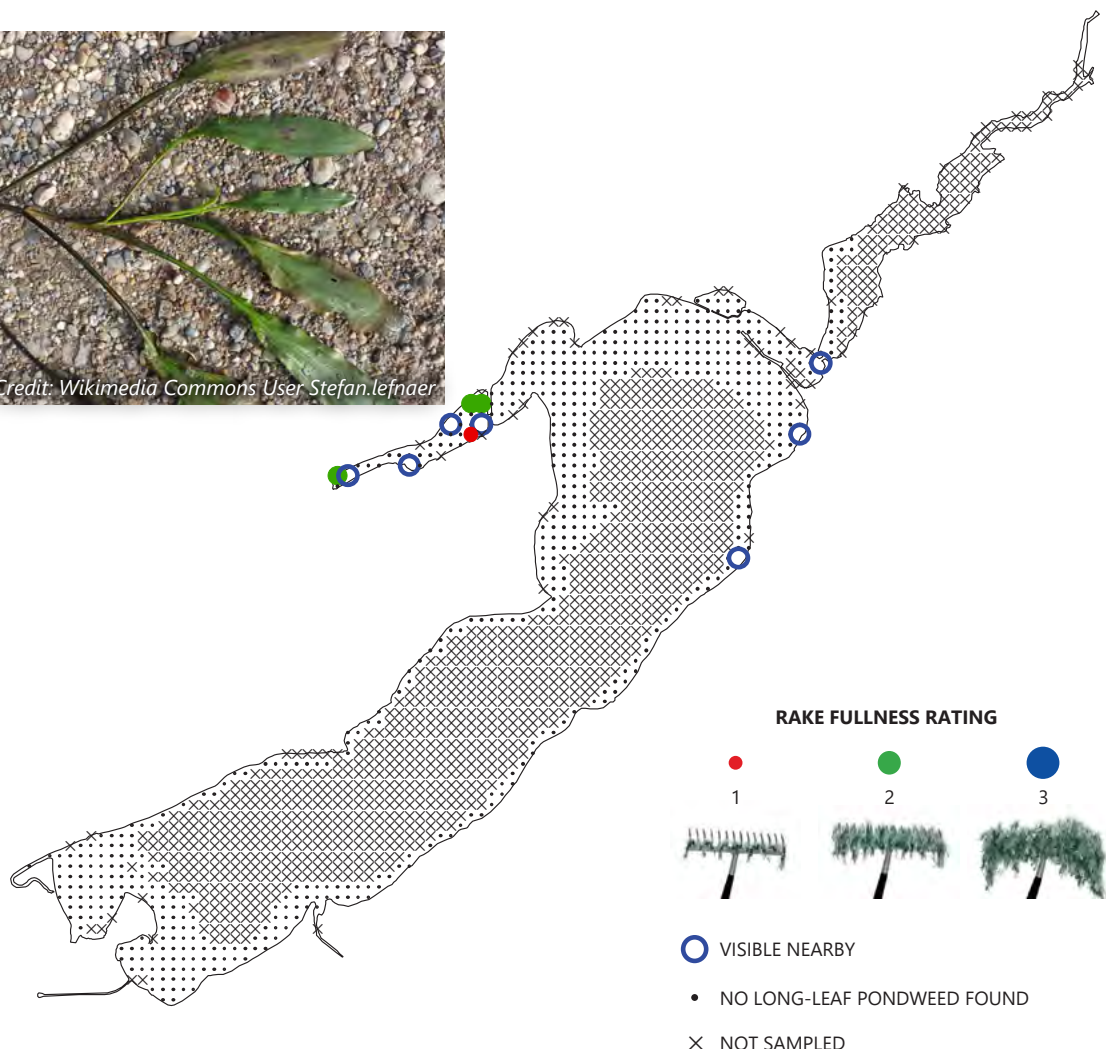 Credit: Wikimedia Commons User Stefan.lefnaer
RAKE FULLNESS RATING
1 2 3
VISIBLE NEARBY
NO LONG-LEAF PONDWEED FOUND
NOT SAMPLED